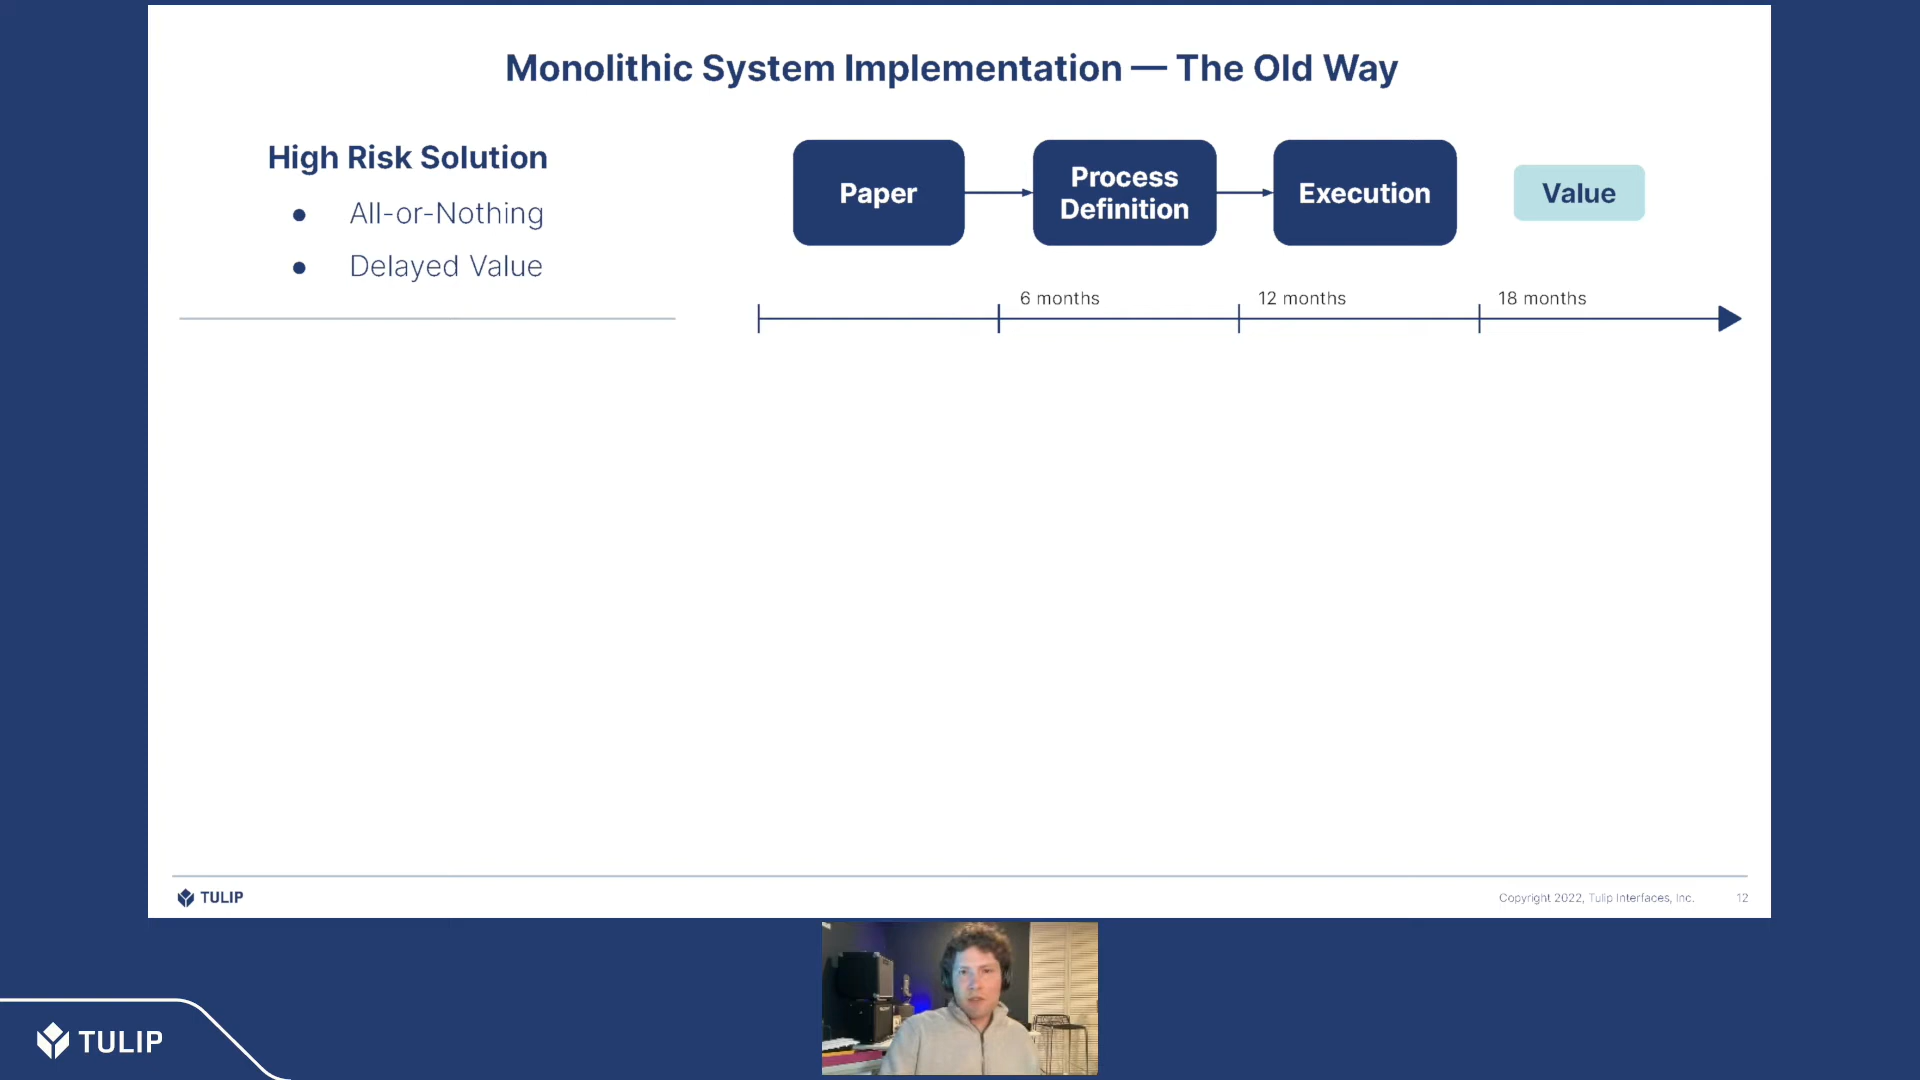 Monolithic System Implementation — The Old Way
High Risk Solution
● All-or-Nothing
● Delayed Value
Paper
Process
Definition
Execution
Value
6 months
12 months
18 months
TULIP
Copyright 2022, Tulip Interfaces, Inc.
12
TULIP